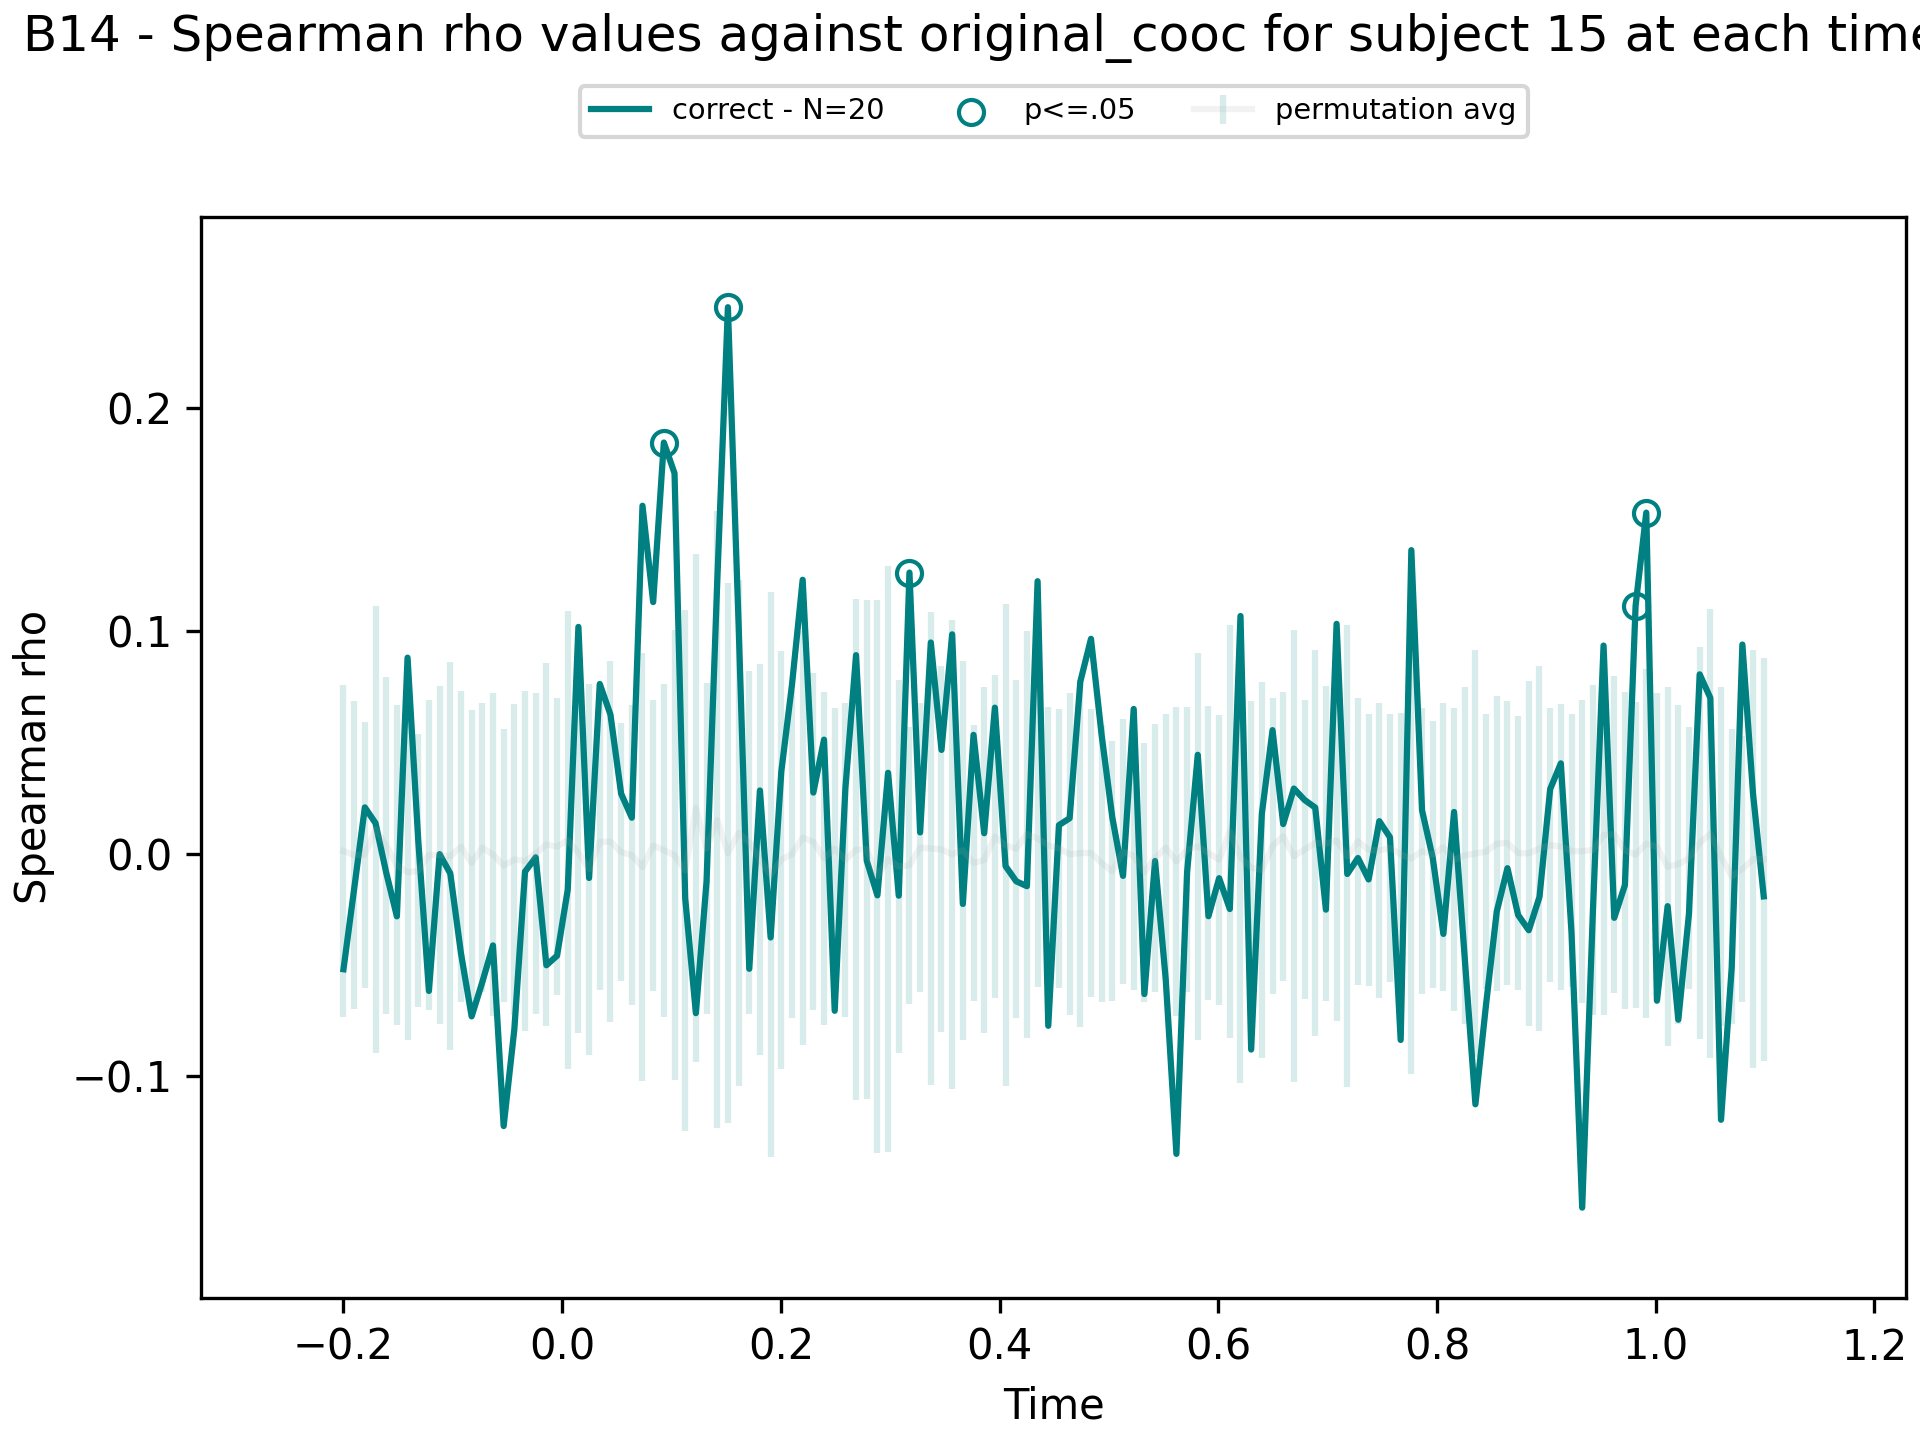 B14 - Spearman rho values against original_cooc for subject 15 at each time
correct - N=20 p<=.05 permutation avg
Spearman rho
0.2
0.1
0.0
−0.1
−0.2 0.0 0.2 0.4 0.6 0.8 1.0 1.2
Time